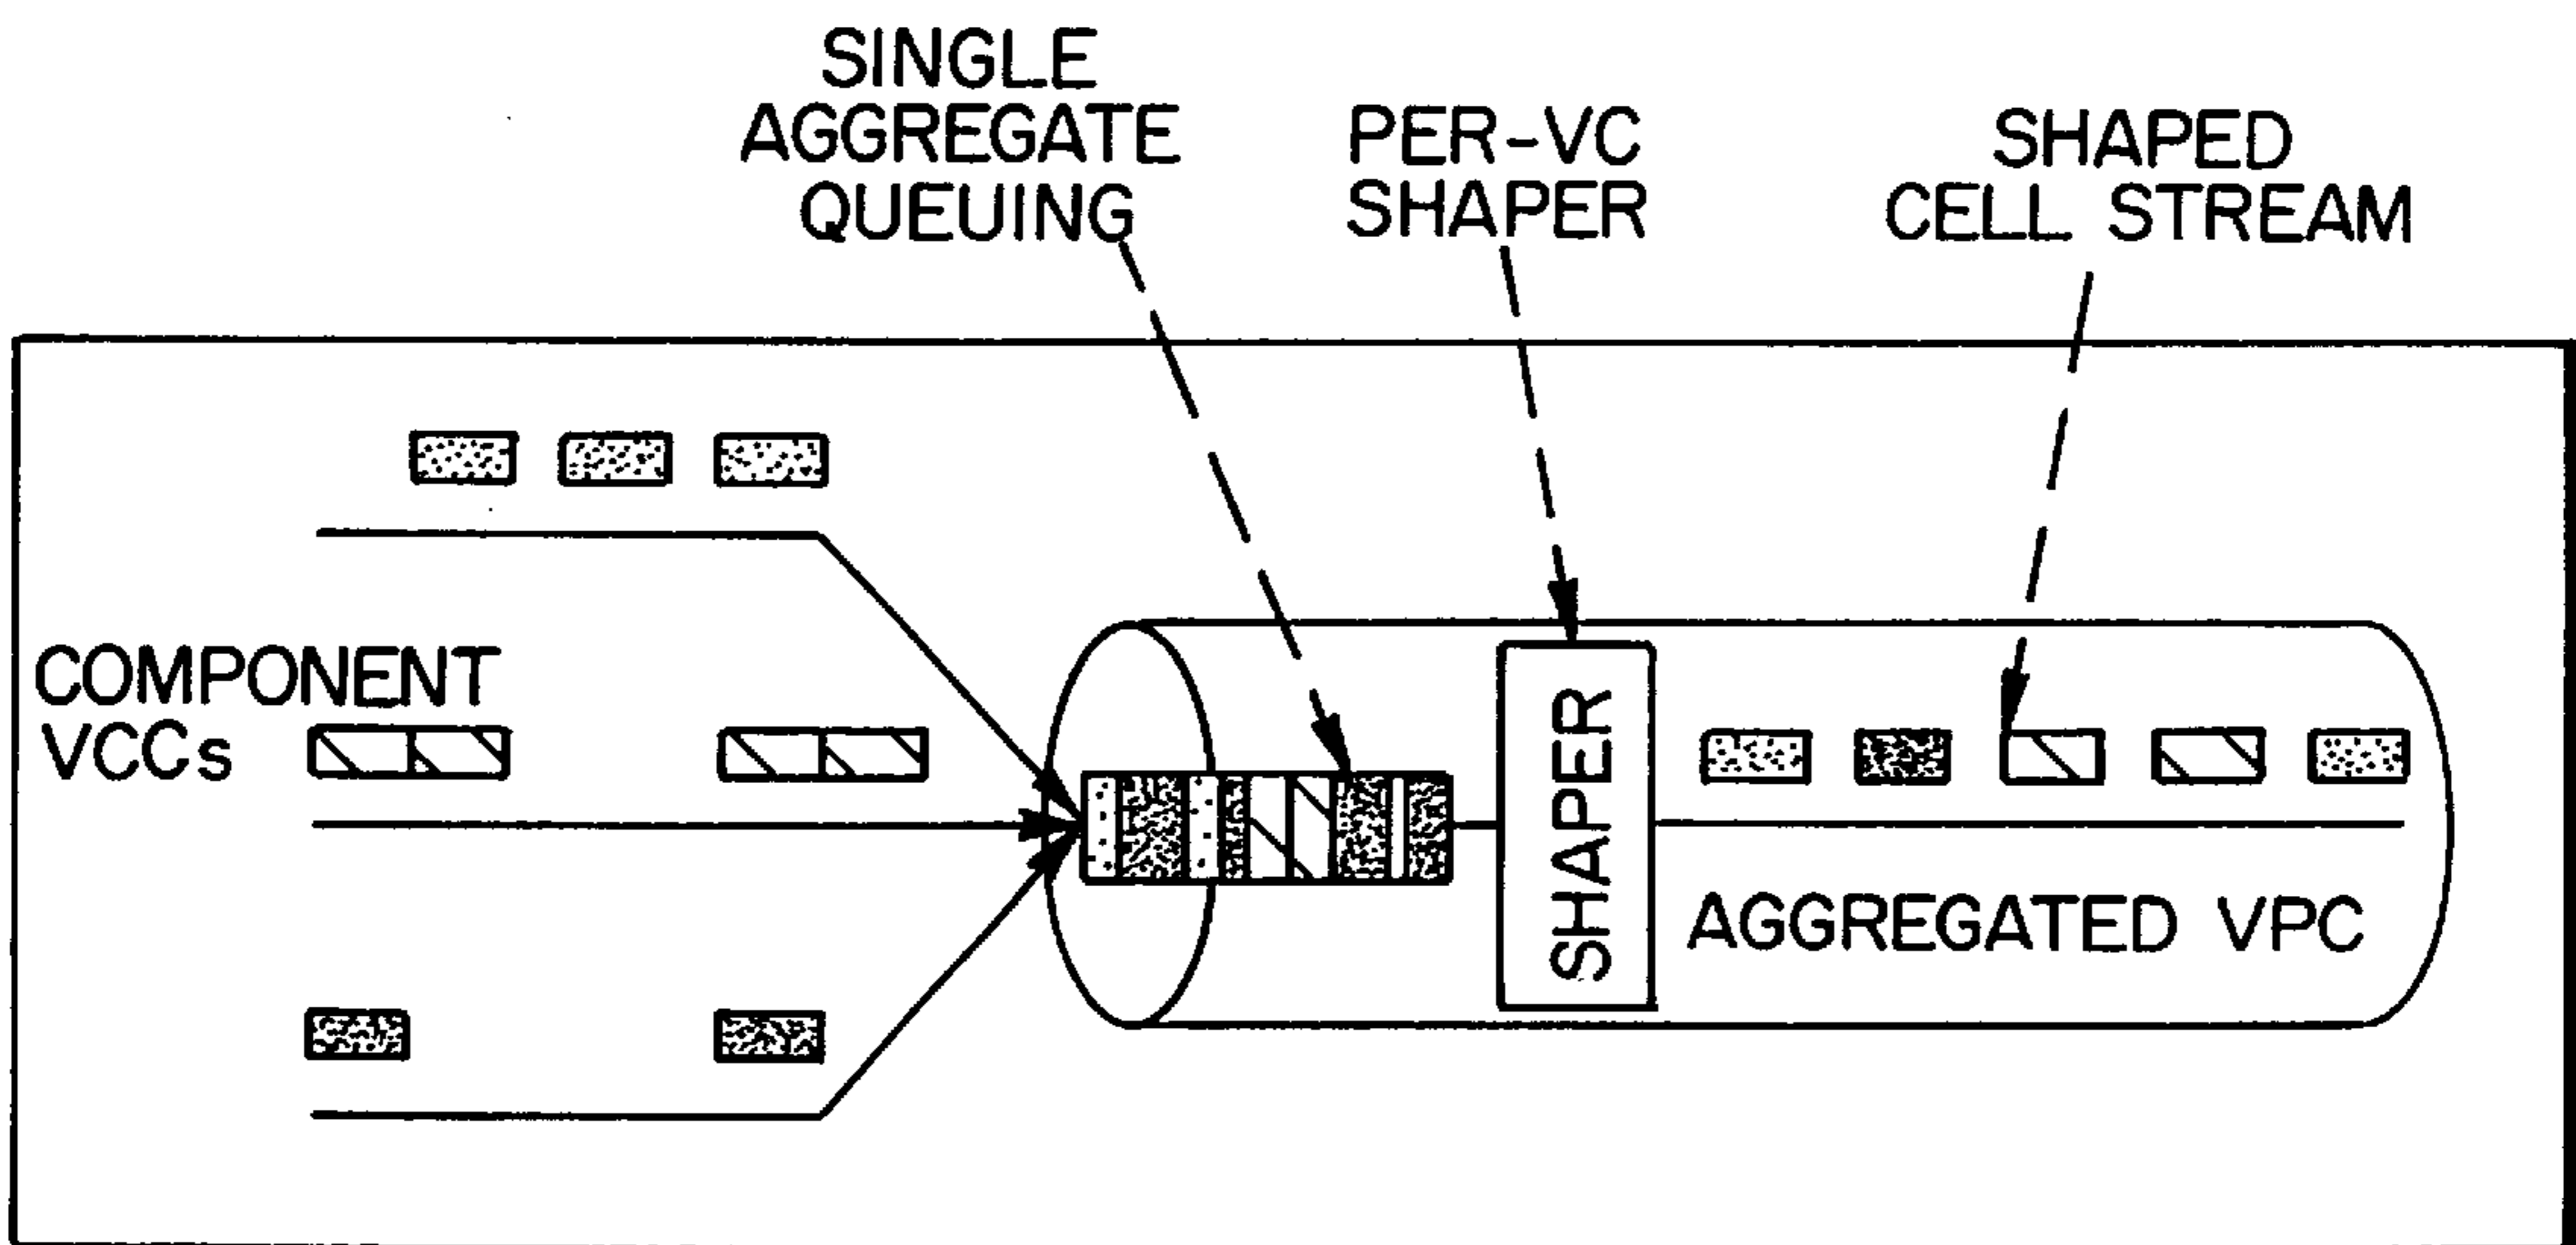 SINGLE
AGGREGATE
QUEUING
PER-VC
SHAPER
SHAPED
CELL STREAM
COMPONENT
VCCs
SHAPER
AGGREGATED VPC